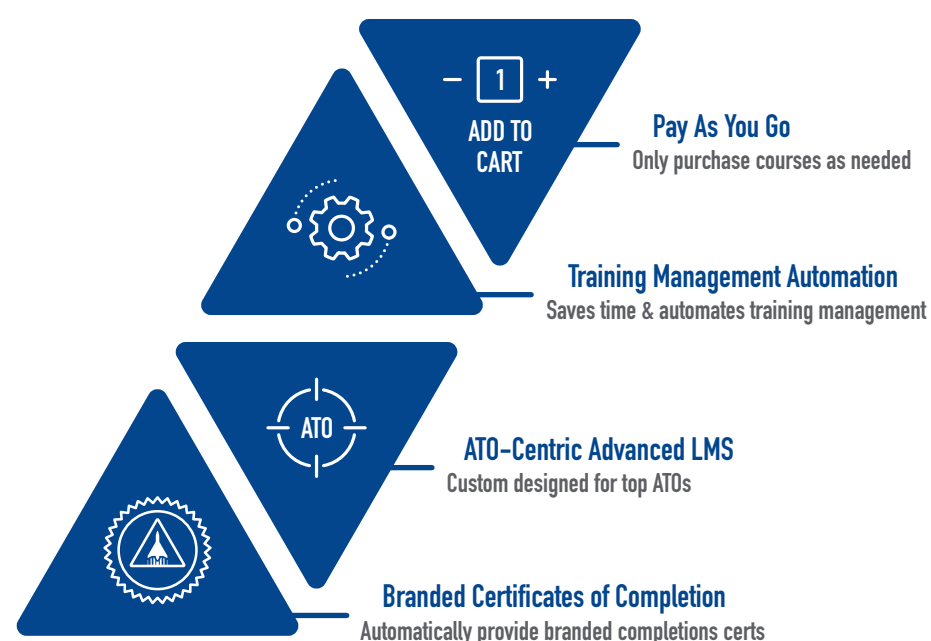 - 1 +
ADD TO
CART
Pay As You Go
Only purchase courses as needed
Training Management Automation
Saves time & automates training management
ATO
ATO-Centric Advanced LMS
Custom designed for top ATOs
Branded Certificates of Completion
Automatically provide branded completions certs